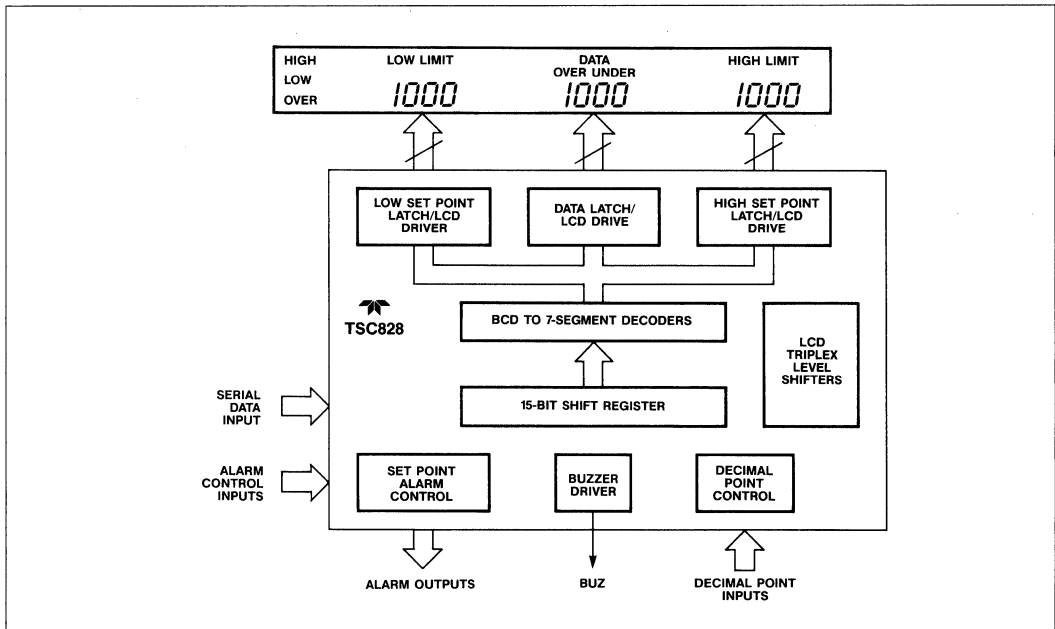 HIGH
LOW
OVER
LOW LIMIT
1000
DATA
OVER UNDER
1000
HIGH LIMIT
1000
LOW SET POINT
LATCH/LCD
DRIVER
DATA LATCH/
LCD DRIVE
HIGH SET POINT
LATCH/LCD
DRIVE
TSC828
BCD TO 7-SEGMENT DECODERS
LCD
TRIPLEX
LEVEL
SHIFTERS
SERIAL
DATA
INPUT
15-BIT SHIFT REGISTER
ALARM
CONTROL
INPUTS
SET POINT
ALARM
CONTROL
BUZZER
DRIVER
DECIMAL
POINT
CONTROL
ALARM OUTPUTS
BUZ
DECIMAL POINT
INPUTS